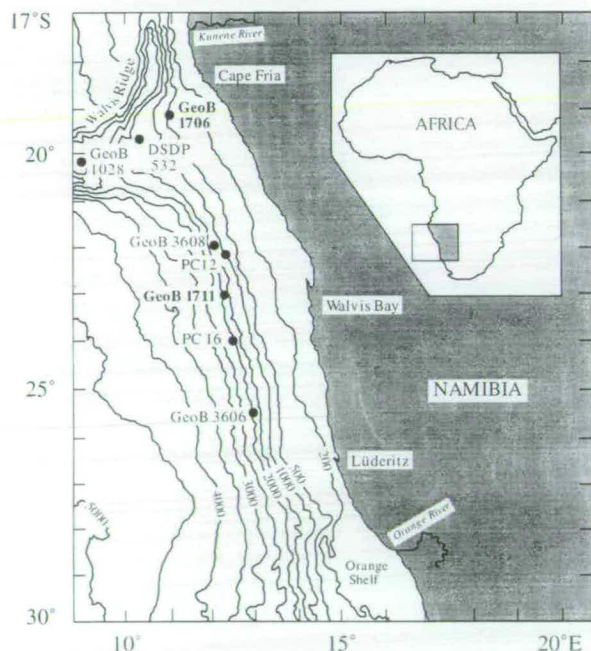 17°S
Kunene River
Cape Fria
Walvis Ridge
GeoB
1706
AFRICA
20°
GeoB
1028
DSDP
532
GeoB 3608
PC12
GeoB 1711
Walvis Bay
PC 16
25°
NAMIBIA
GeoB 3606
Lüderitz
200
500
1000
2000
3000
4000
5000
Orange River
Orange
Shelf
30°
10°
15°
20°E